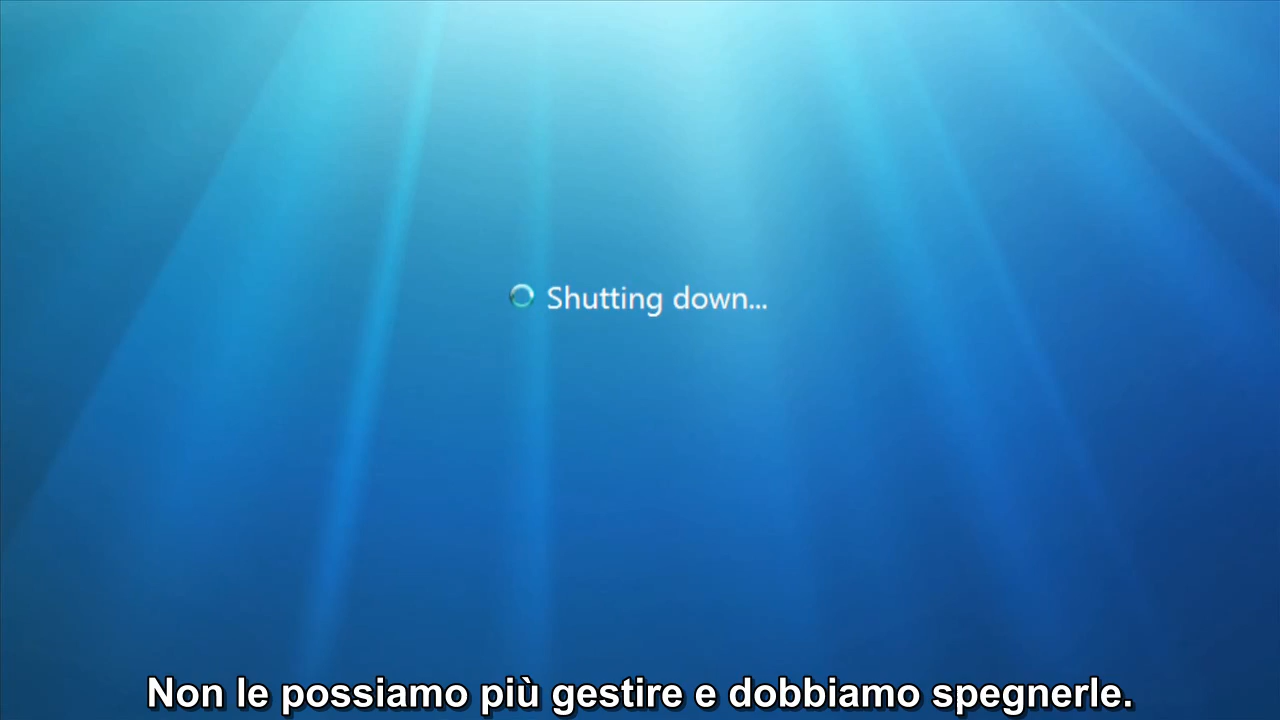 Shutting down...
Non le possiamo più gestire e dobbiamo spegnerle.